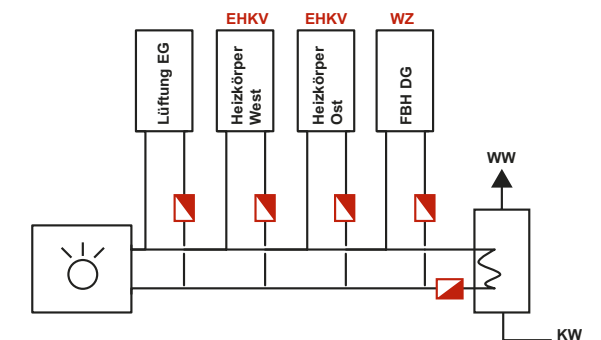 EHKV
EHKV
WZ
Lüftung EG
Heizkörper
West
Heizkörper
Ost
FBH DG
WW
KW